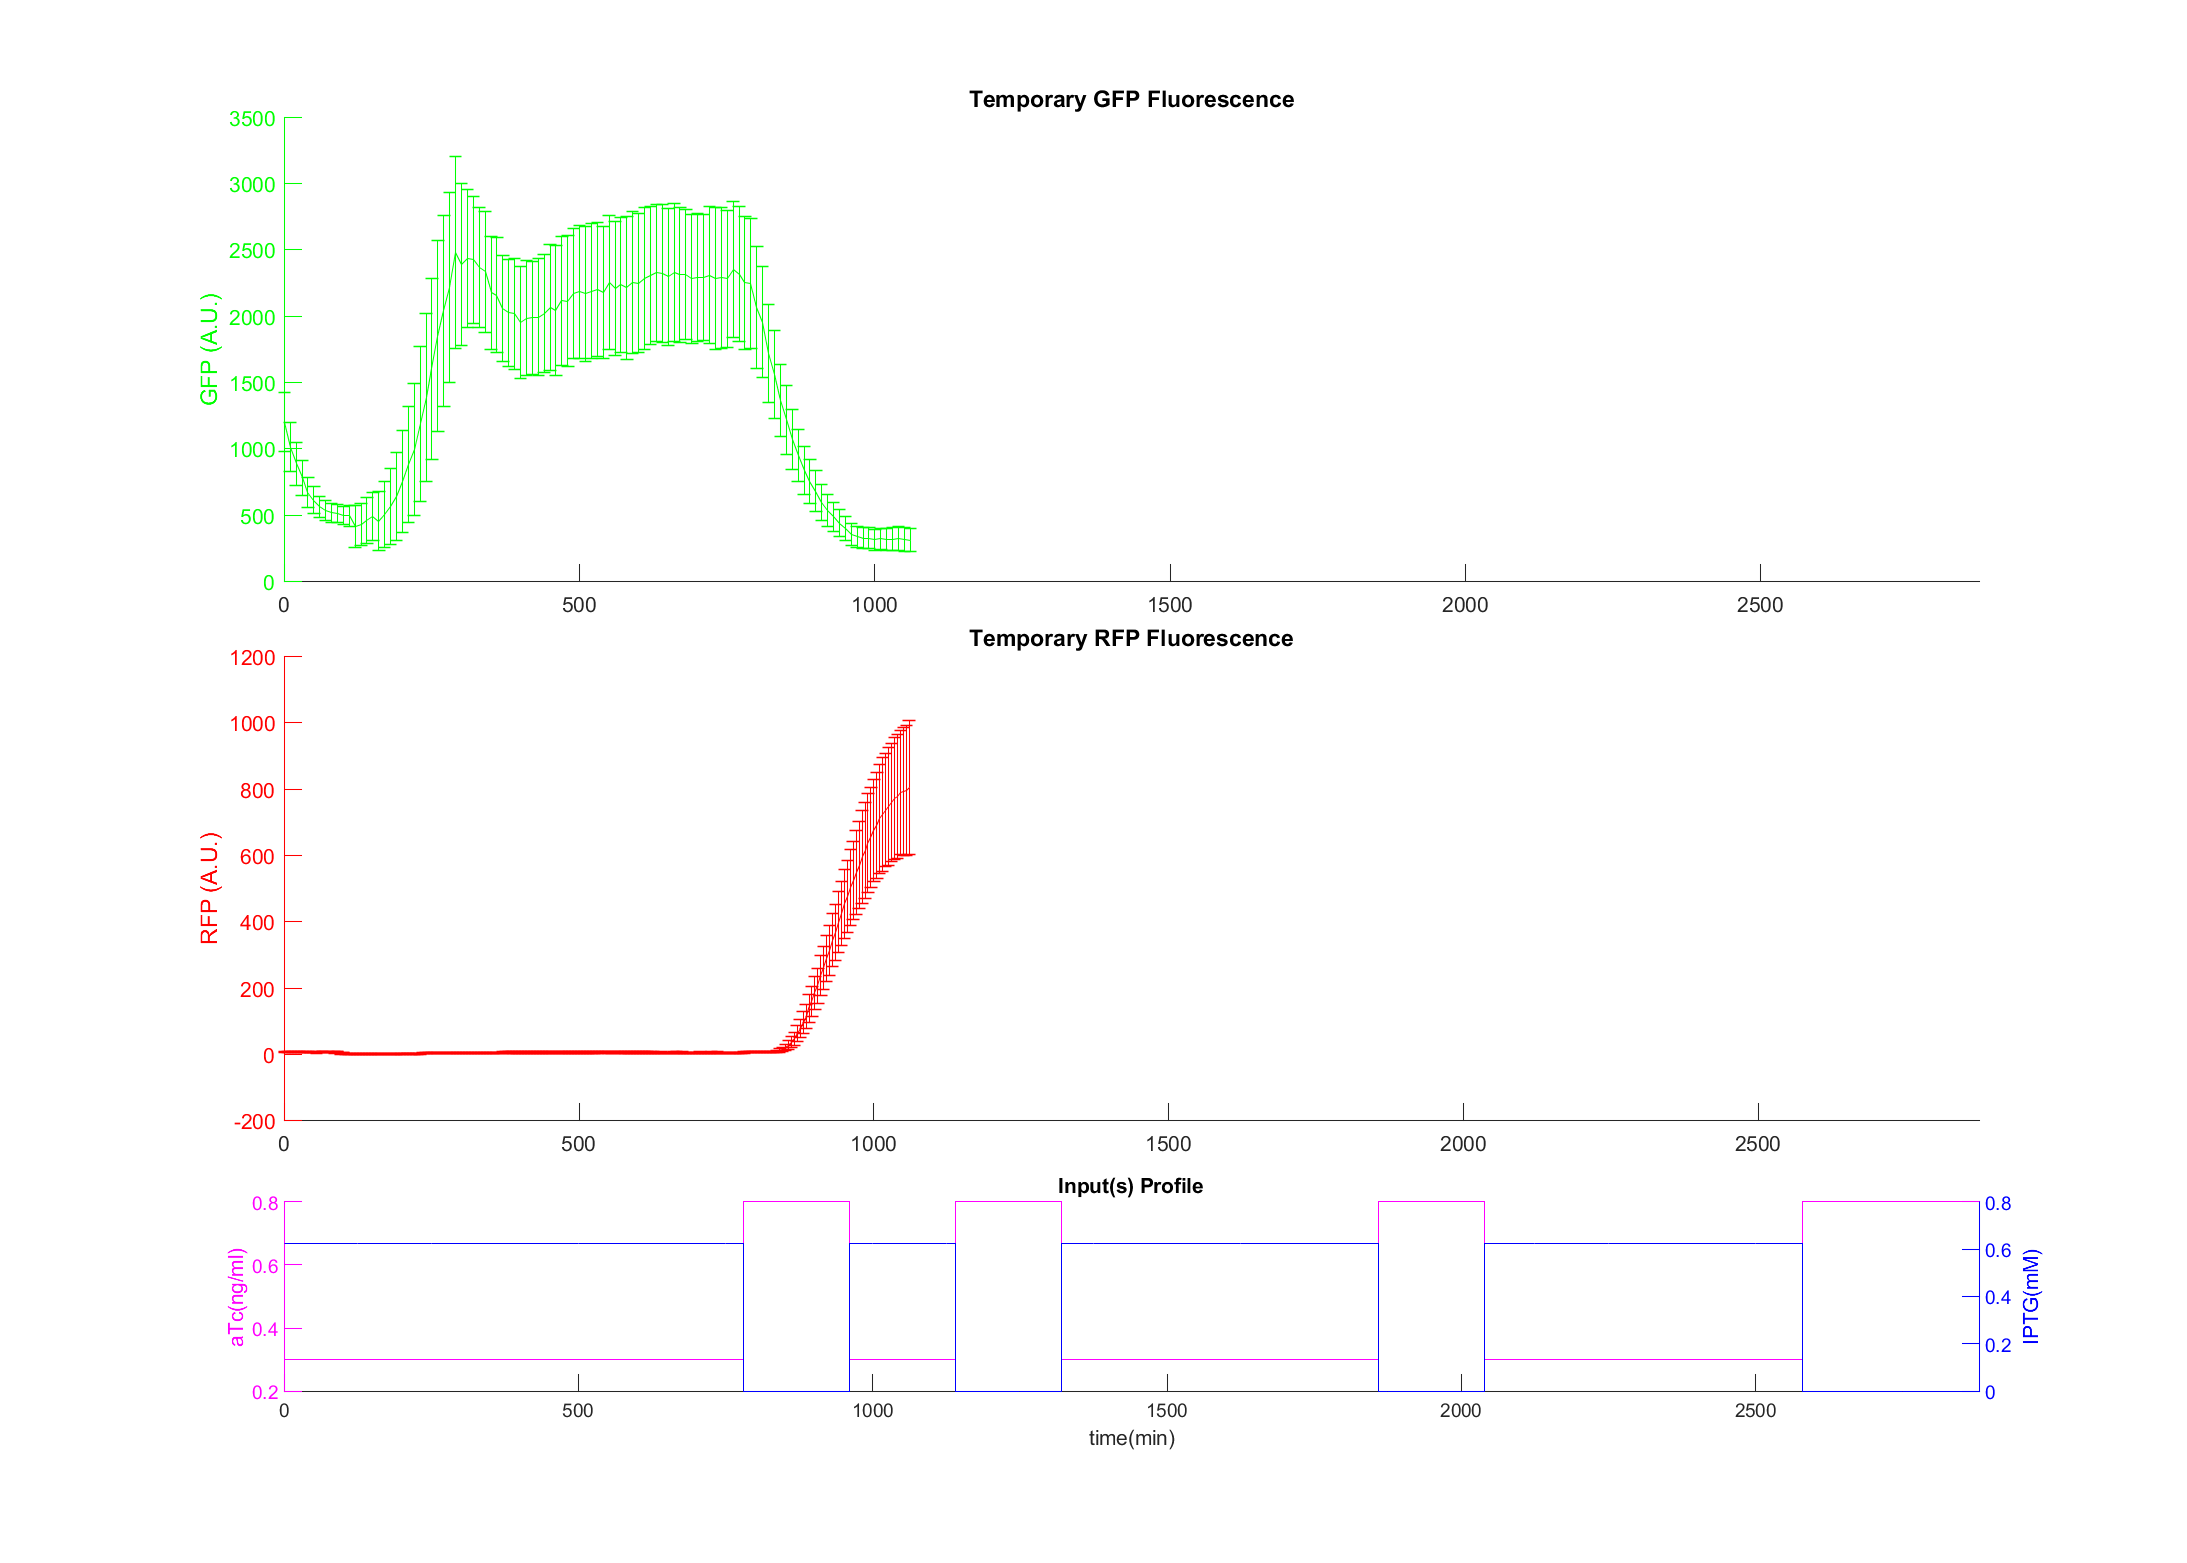 Temporary GFP Fluorescence
3500
3000
2500
2000
1500
1000
500
0
GFP (A.U.)
0 500 1000 1500 2000 2500
Temporary RFP Fluorescence
1200
1000
800
600
400
200
0
-200
RFP (A.U.)
0 500 1000 1500 2000 2500
Input(s) Profile
0.8
0.6
0.4
0.2
aTc(ng/ml)
0.8
0.6
0.4
0.2
0
IPTG(mM)
0 500 1000 1500 2000 2500
time(min)